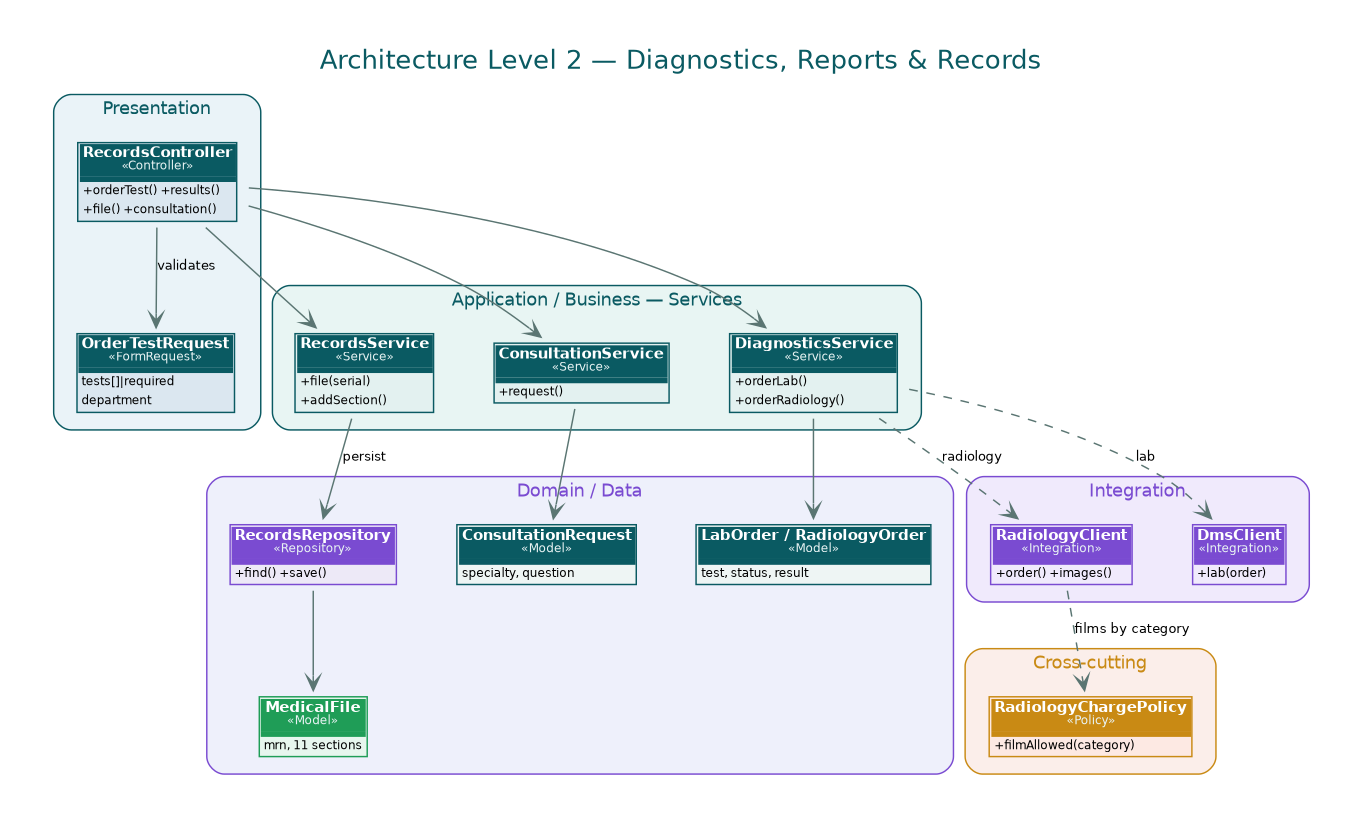 Architecture Level 2 — Diagnostics, Reports & Records
Presentation
RecordsController
«Controller»
+orderTest() +results()
+file() +consultation()
validates
OrderTestRequest
«FormRequest»
tests[]|required
department
Application / Business — Services
RecordsService
«Service»
+file(serial)
+addSection()
ConsultationService
«Service»
+request()
DiagnosticsService
«Service»
+orderLab()
+orderRadiology()
persist
radiology
lab
Domain / Data
RecordsRepository
«Repository»
+find() +save()
ConsultationRequest
«Model»
specialty, question
LabOrder / RadiologyOrder
«Model»
test, status, result
MedicalFile
«Model»
mrn, 11 sections
Integration
RadiologyClient
«Integration»
+order() +images()
DmsClient
«Integration»
+lab(order)
films by category
Cross-cutting
RadiologyChargePolicy
«Policy»
+filmAllowed(category)